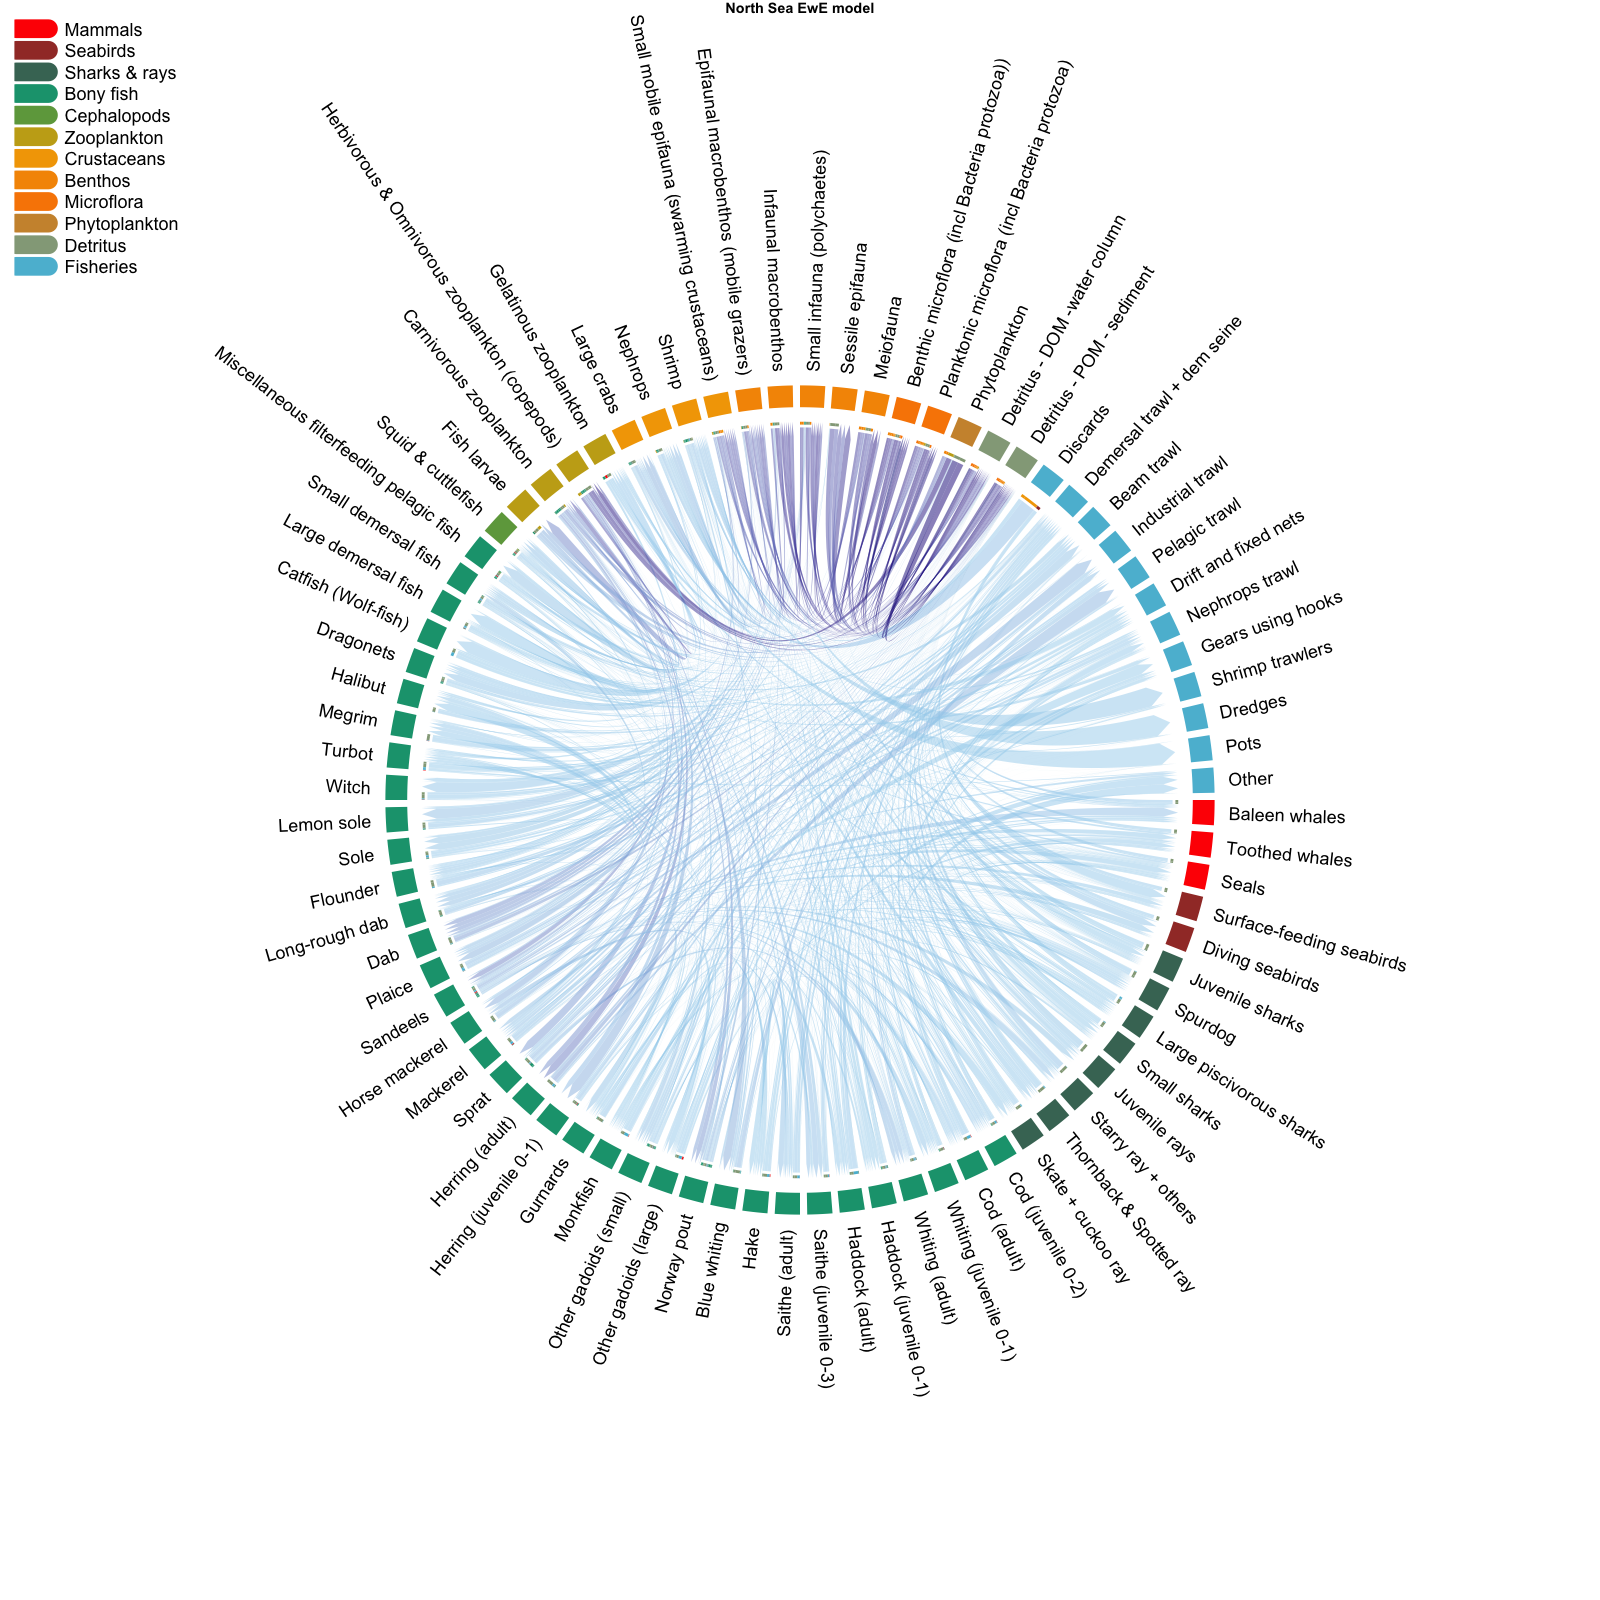 North Sea EwE model
Mammals
Seabirds
Sharks & rays
Bony fish
Cephalopods
Zooplankton
Crustaceans
Benthos
Microflora
Phytoplankton
Detritus
Fisheries
Small infauna (polychaetes)
Sessile epifauna
Meiofauna
Benthic microflora (incl Bacteria protozoa))
Planktonic microflora (incl Bacteria protozoa)
Phytoplankton
Detritus - DOM -water column
Detritus - POM - sediment
Discards
Demersal trawl + dem seine
Beam trawl
Industrial trawl
Pelagic trawl
Drift and fixed nets
Nephrops trawl
Gears using hooks
Shrimp trawlers
Dredges
Pots
Other
Baleen whales
Toothed whales
Seals
Surface-feeding seabirds
Diving seabirds
Juvenile sharks
Spurdog
Large piscivorous sharks
Small sharks
Juvenile rays
Starry ray + others
Thornback & Spotted ray
Skate + cuckoo ray
Cod (juvenile 0-2)
Cod (adult)
Whiting (juvenile 0-1)
Whiting (adult)
Haddock (juvenile 0-1)
Haddock (adult)
Saithe (juvenile 0-3)
Saithe (adult)
Hake
Blue whiting
Norway pout
Other gadoids (large)
Other gadoids (small)
Monkfish
Gurnards
Herring (juvenile 0-1)
Herring (adult)
Sprat
Mackerel
Horse mackerel
Sandeels
Plaice
Dab
Long-rough dab
Flounder
Sole
Lemon sole
Witch
Turbot
Megrim
Halibut
Dragonets
Catfish (Wolf-fish)
Large demersal fish
Small demersal fish
Miscellaneous filterfeeding pelagic fish
Squid & cuttlefish
Fish larvae
Carnivorous zooplankton
Herbivorous & Omnivorous zooplankton (copepods)
Gelatinous zooplankton
Large crabs
Nephrops
Shrimp
Small mobile epifauna (swarming crustaceans)
Epifaunal macrobenthos (mobile grazers)
Infaunal macrobenthos